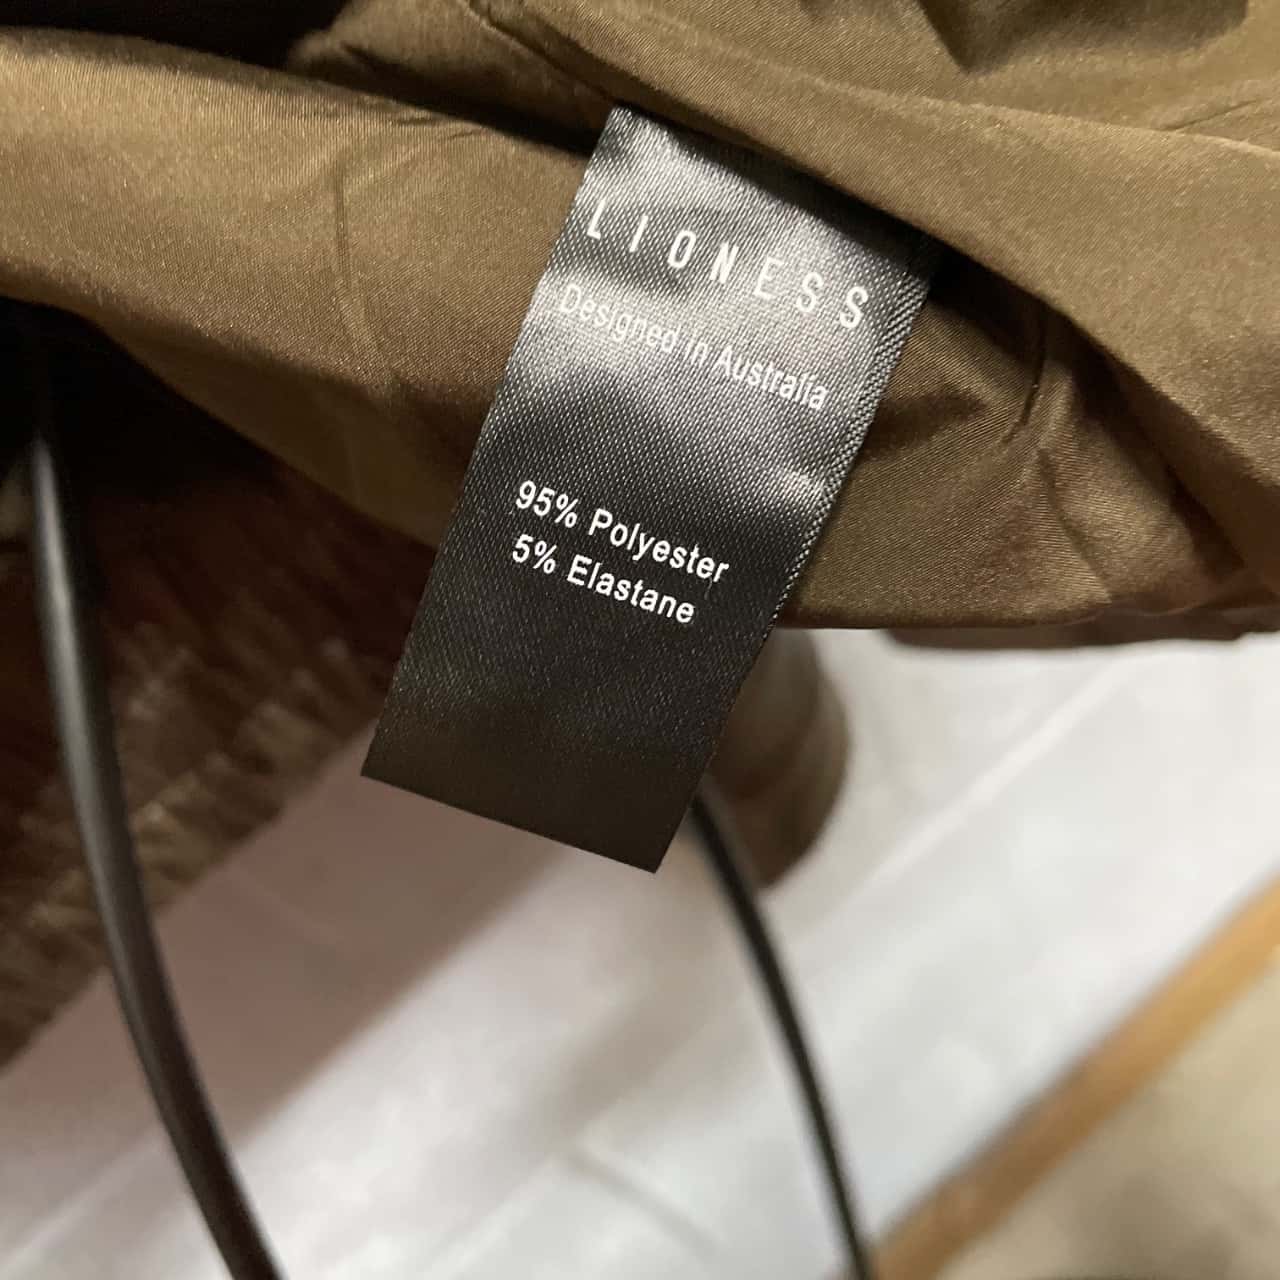 LIONESS
Designed in Australia
95% Polyester
5% Elastane